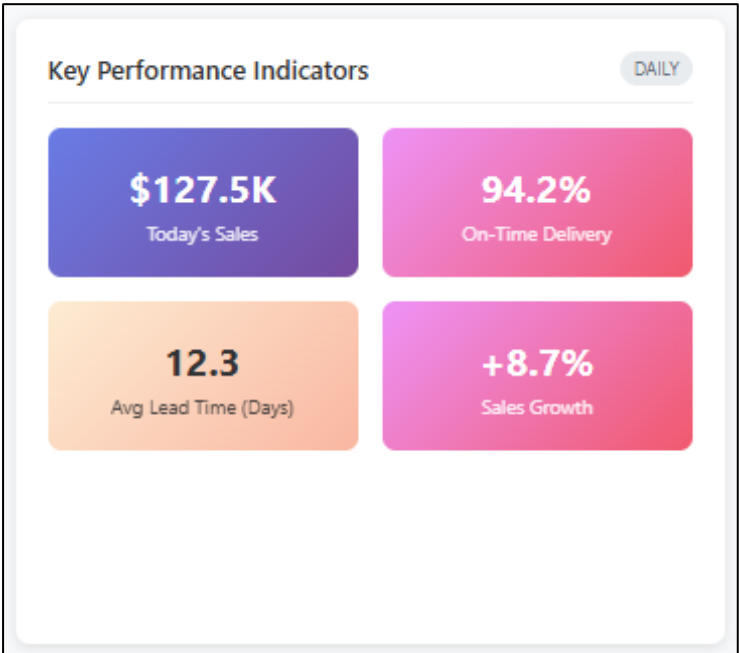 Key Performance Indicators
DAILY
$127.5K
Today's Sales
94.2%
On-Time Delivery
12.3
Avg Lead Time (Days)
+8.7%
Sales Growth